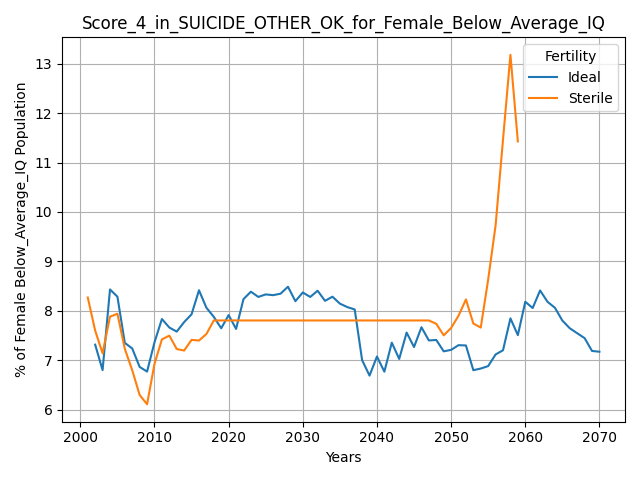 Score_4_in_SUICIDE_OTHER_OK_for_Female_Below_Average_IQ
% of Female Below_Average_IQ Population
13
12
11
10
9
8
7
6
Fertility
Ideal
Sterile
2000 2010 2020 2030 2040 2050 2060 2070
Years